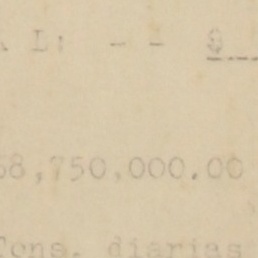 L: - - $
68,750,000.00
Tons. diarias